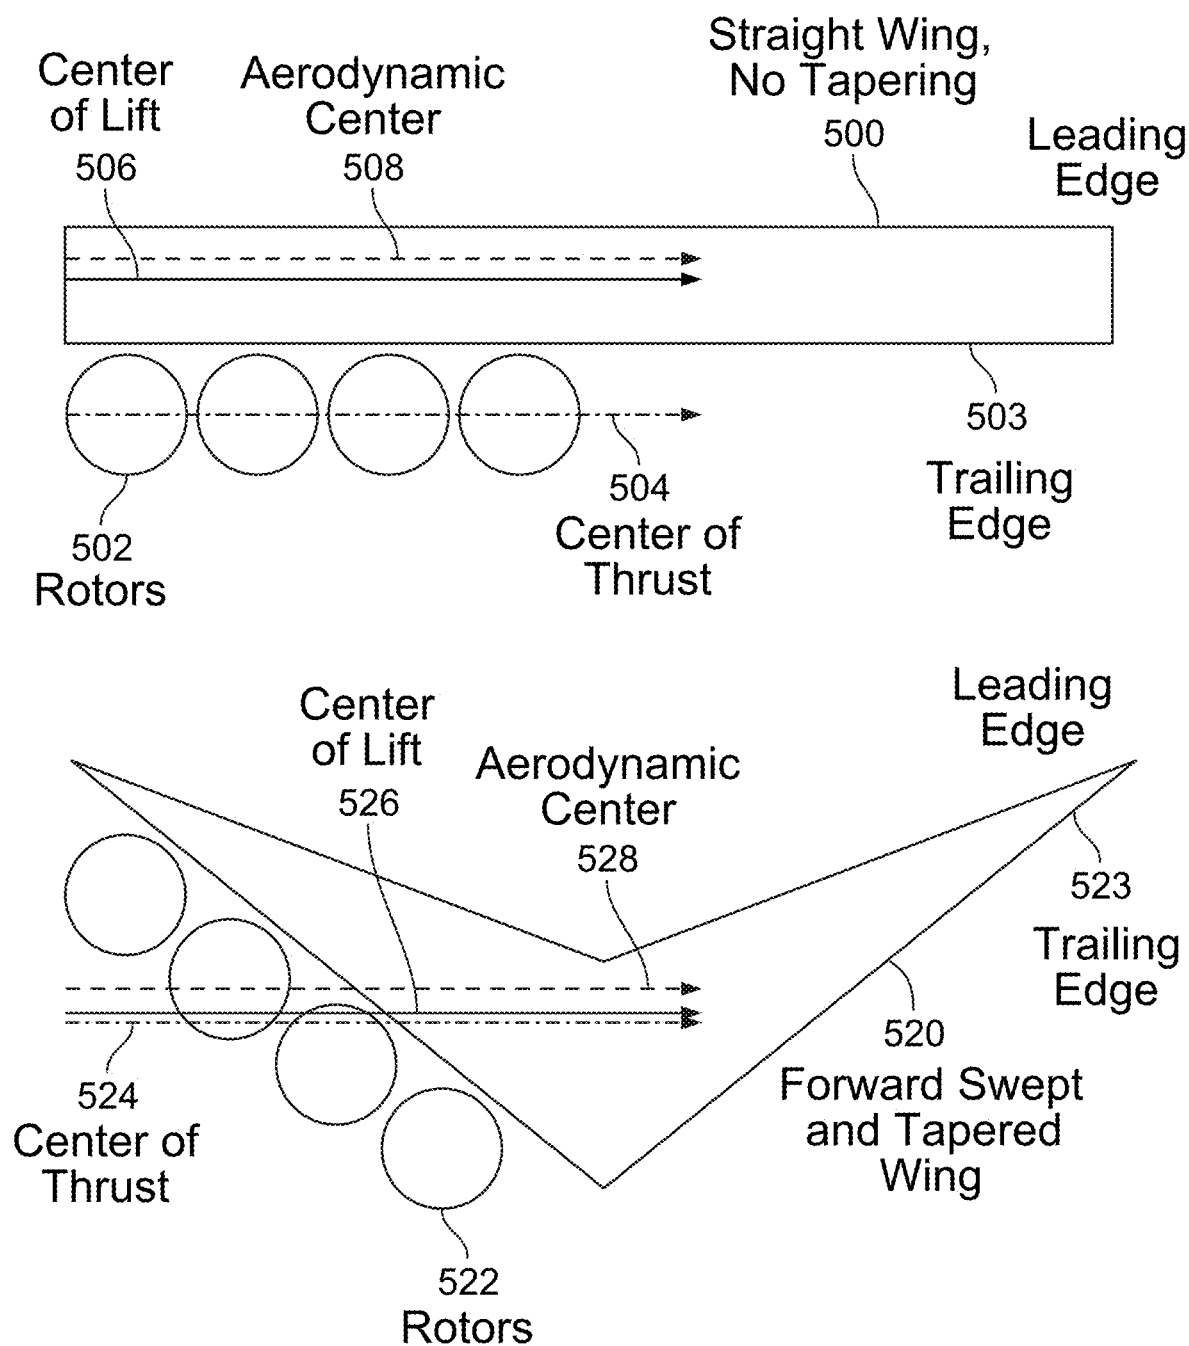 Straight Wing,
No Tapering
500
Center
of Lift
506
Aerodynamic
Center
508
Leading
Edge
503
Trailing
Edge
504
Center of
Thrust
502
Rotors
Leading
Edge
Center
of Lift
526
Aerodynamic
Center
528
523
Trailing
Edge
520
Forward Swept
and Tapered
Wing
524
Center of
Thrust
522
Rotors